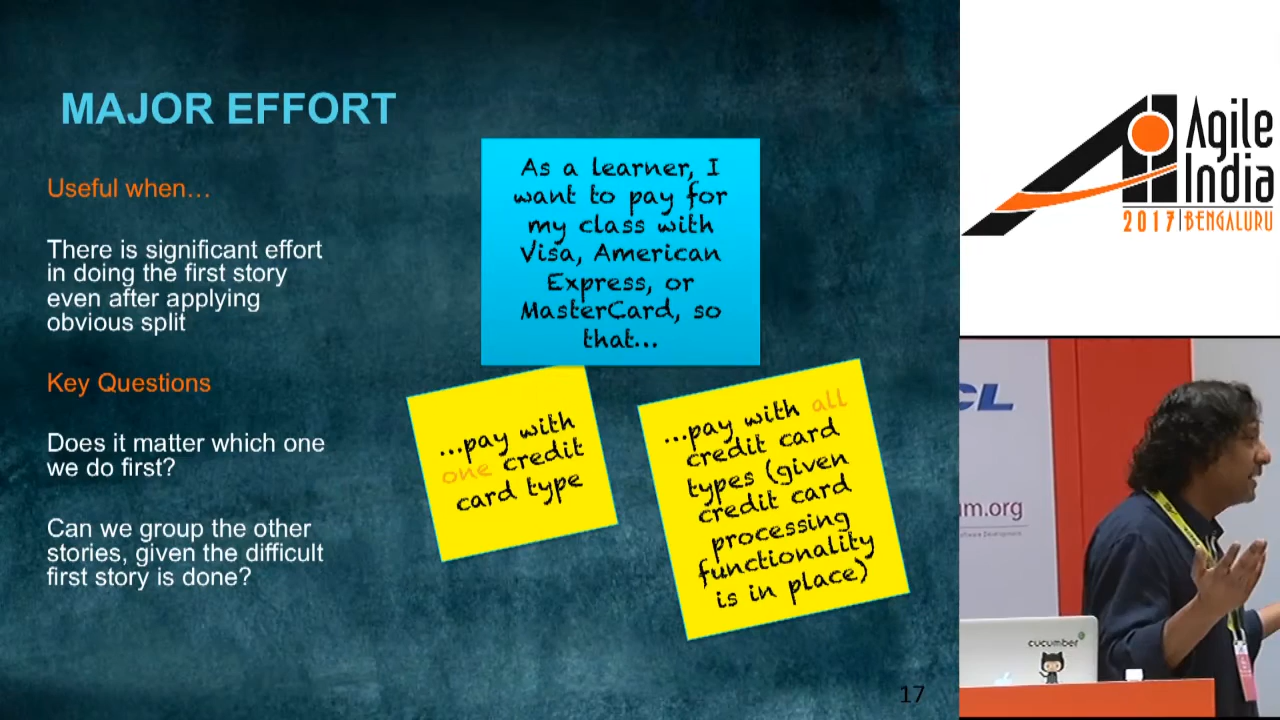 MAJOR EFFORT
Useful when…
There is significant effort
in doing the first story
even after applying
obvious split
Key Questions
Does it matter which one
we do first?
Can we group the other
stories, given the difficult
first story is done?
As a learner, I
want to pay for
my class with
Visa, American
Express, or
MasterCard, so
that…
…pay with
one credit
card type
…pay with all
credit card
types (given
credit card
processing
functionality
is in place)
17
Agile
India
2017 | BENGALURU
CL
um.org
cucumber